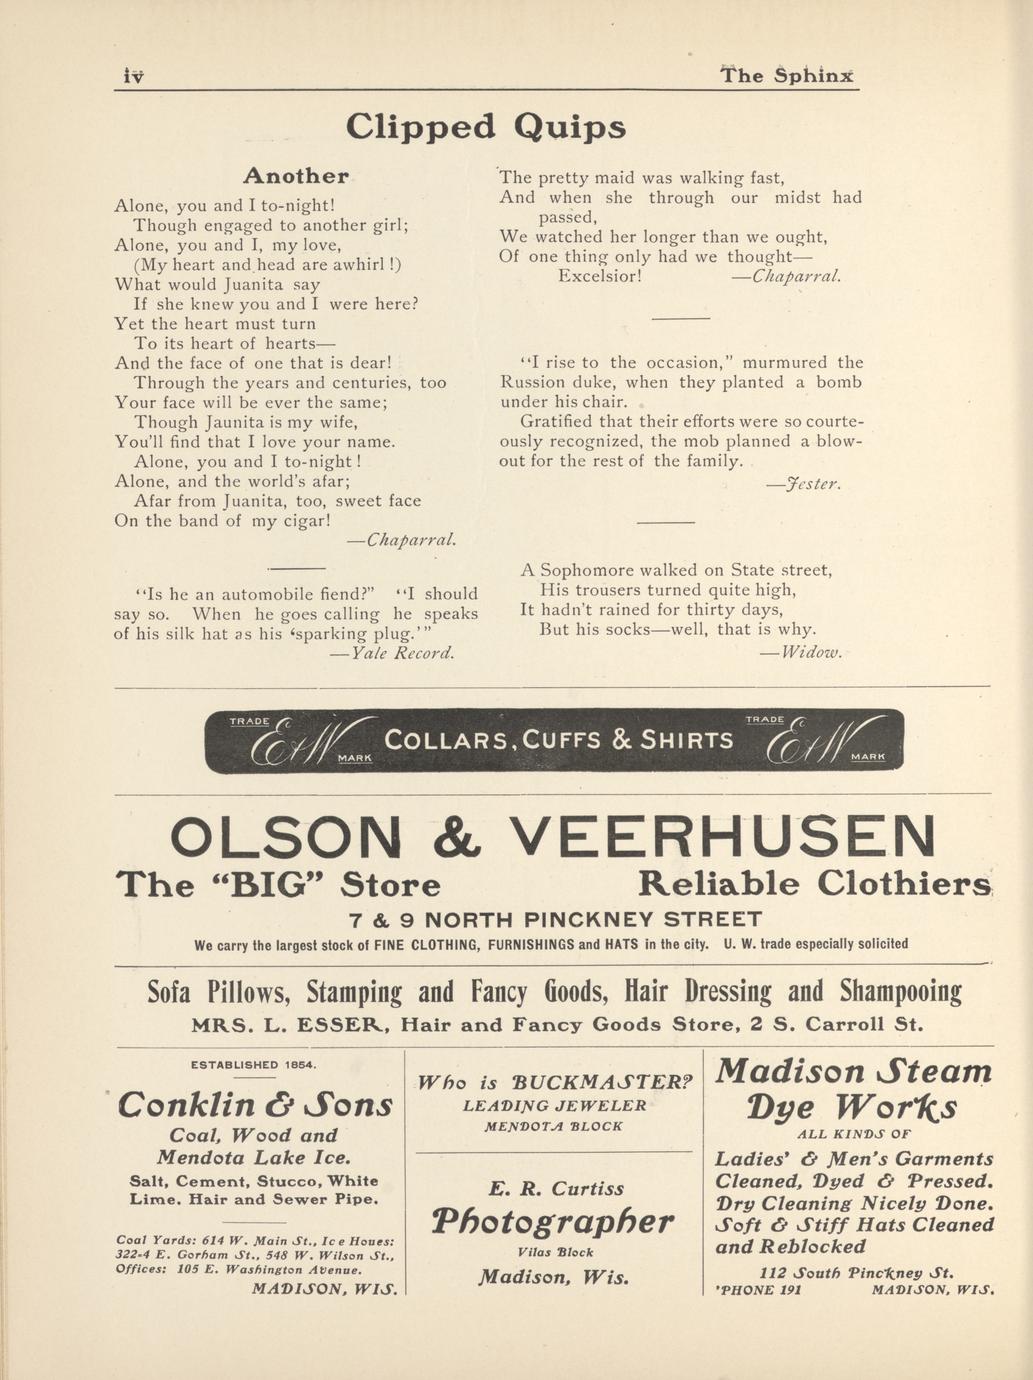 iv
The Sphinx
Clipped Quips
Another
Alone, you and I to-night!
Though engaged to another girl;
Alone, you and I, my love,
(My heart and head are awhirl!)
What would Juanita say
If she knew you and I were here?
Yet the heart must turn
To its heart of hearts—
And the face of one that is dear!
Through the years and centuries, too
Your face will be ever the same;
Though Jaunita is my wife,
You'll find that I love your name.
Alone, you and I to-night!
Alone, and the world's afar;
Afar from Juanita, too, sweet face
On the band of my cigar!
—Chaparral.
"Is he an automobile fiend?" "I should
say so. When he goes calling he speaks
of his silk hat as his 'sparking plug.'"
—Yale Record.
The pretty maid was walking fast,
And when she through our midst had
passed,
We watched her longer than we ought,
Of one thing only had we thought—
Excelsior! —Chaparral.
"I rise to the occasion," murmured the
Russion duke, when they planted a bomb
under his chair.
Gratified that their efforts were so courte-
ously recognized, the mob planned a blow-
out for the rest of the family.
—Jester.
A Sophomore walked on State street,
His trousers turned quite high,
It hadn't rained for thirty days,
But his socks—well, that is why.
—Widow.
TRADE E&W MARK COLLARS, CUFFS & SHIRTS TRADE E&W MARK
OLSON & VEERHUSEN
The "BIG" Store Reliable Clothiers
7 & 9 NORTH PINCKNEY STREET
We carry the largest stock of FINE CLOTHING, FURNISHINGS and HATS in the city. U. W. trade especially solicited
Sofa Pillows, Stamping and Fancy Goods, Hair Dressing and Shampooing
MRS. L. ESSER, Hair and Fancy Goods Store, 2 S. Carroll St.
ESTABLISHED 1854.
Conklin & Sons
Coal, Wood and
Mendota Lake Ice.
Salt, Cement, Stucco, White
Lime. Hair and Sewer Pipe.
Coal Yards: 614 W. Main St., Ice Houes:
322-4 E. Gorham St., 548 W. Wilson St.,
Offices: 105 E. Washington Avenue.
MADISON, WIS.
Who is BUCKMASTER?
LEADING JEWELER
MENDOTA BLOCK
E. R. Curtiss
Photographer
Vilas Block
Madison, Wis.
Madison Steam
Dye Works
ALL KINDS OF
Ladies' & Men's Garments
Cleaned, Dyed & Pressed.
Dry Cleaning Nicely Done.
Soft & Stiff Hats Cleaned
and Reblocked
112 South Pinckney St.
'PHONE 191 MADISON, WIS.